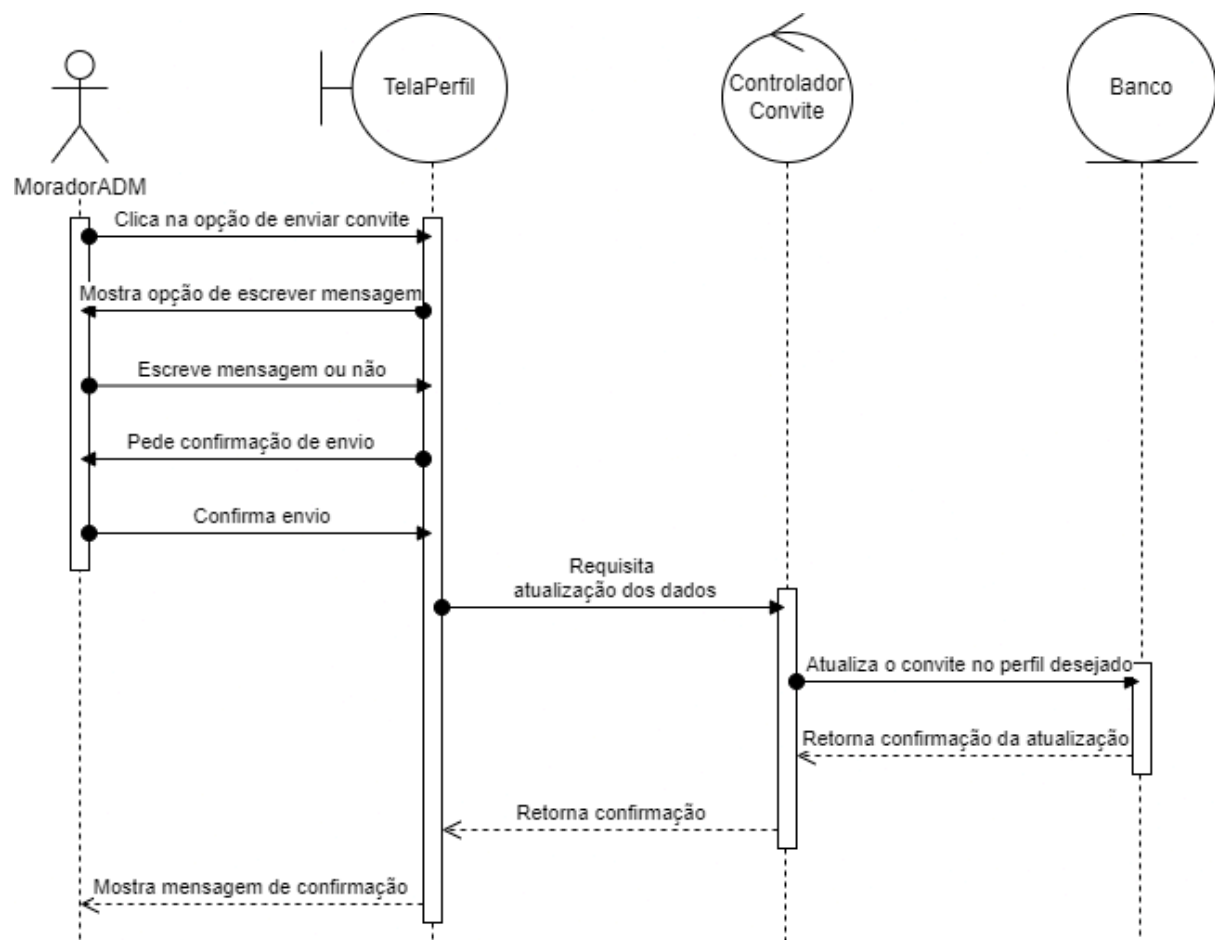 TelaPerfil
Controlador
Convite
Banco
MoradorADM
Clica na opção de enviar convite
Mostra opção de escrever mensagem
Escreve mensagem ou não
Pede confirmação de envio
Confirma envio
Requisita
atualização dos dados
Atualiza o convite no perfil desejado
Retorna confirmação da atualização
Retorna confirmação
Mostra mensagem de confirmação